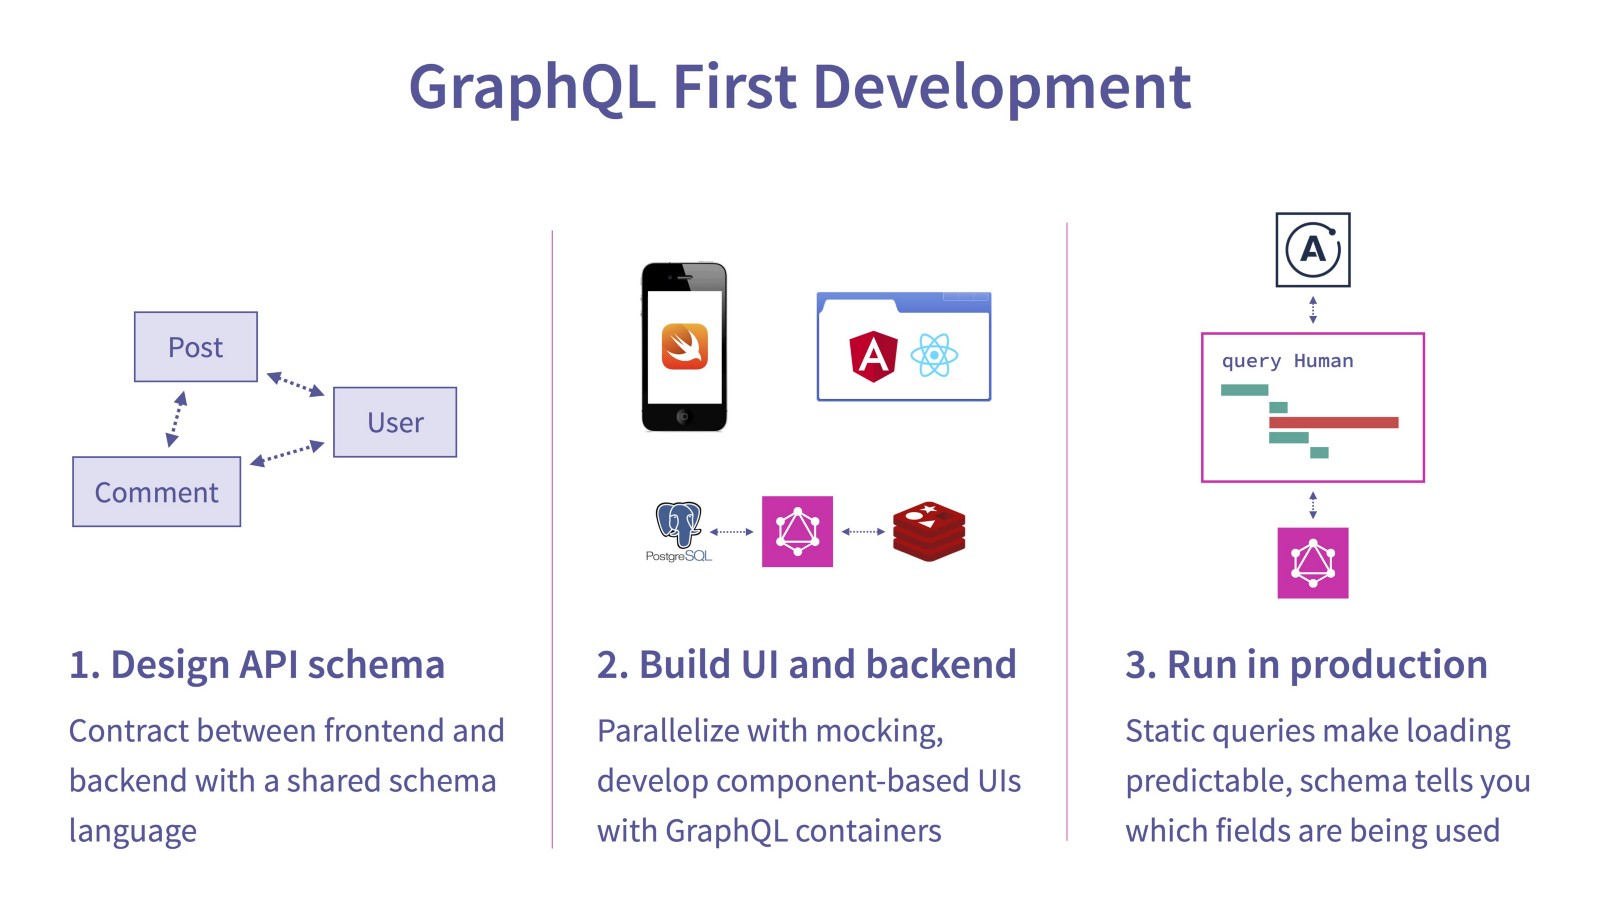 GraphQL First Development
Post
User
Comment
PostgreSQL
A
A
query Human
1. Design API schema
Contract between frontend and
backend with a shared schema
language
2. Build UI and backend
Parallelize with mocking,
develop component-based UIs
with GraphQL containers
3. Run in production
Static queries make loading
predictable, schema tells you
which fields are being used